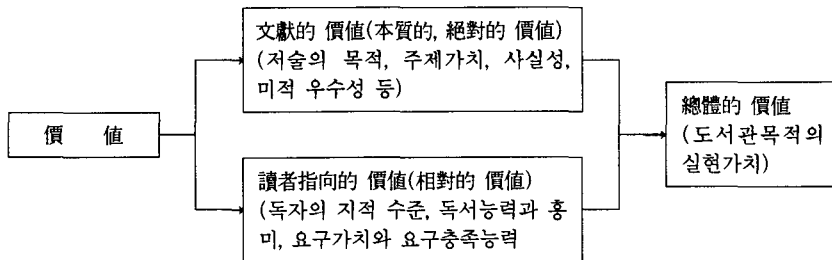 文獻的 價値(本質的, 絕對的 價値)
(저술의 목적, 주제가치, 사실성,
미적 우수성 등)
價 値
讀者指向的 價値(相對的 價値)
(독자의 지적 수준, 독서능력과 흥
미, 요구가치와 요구충족능력
總體的 價値
(도서관목적의
실현가치)